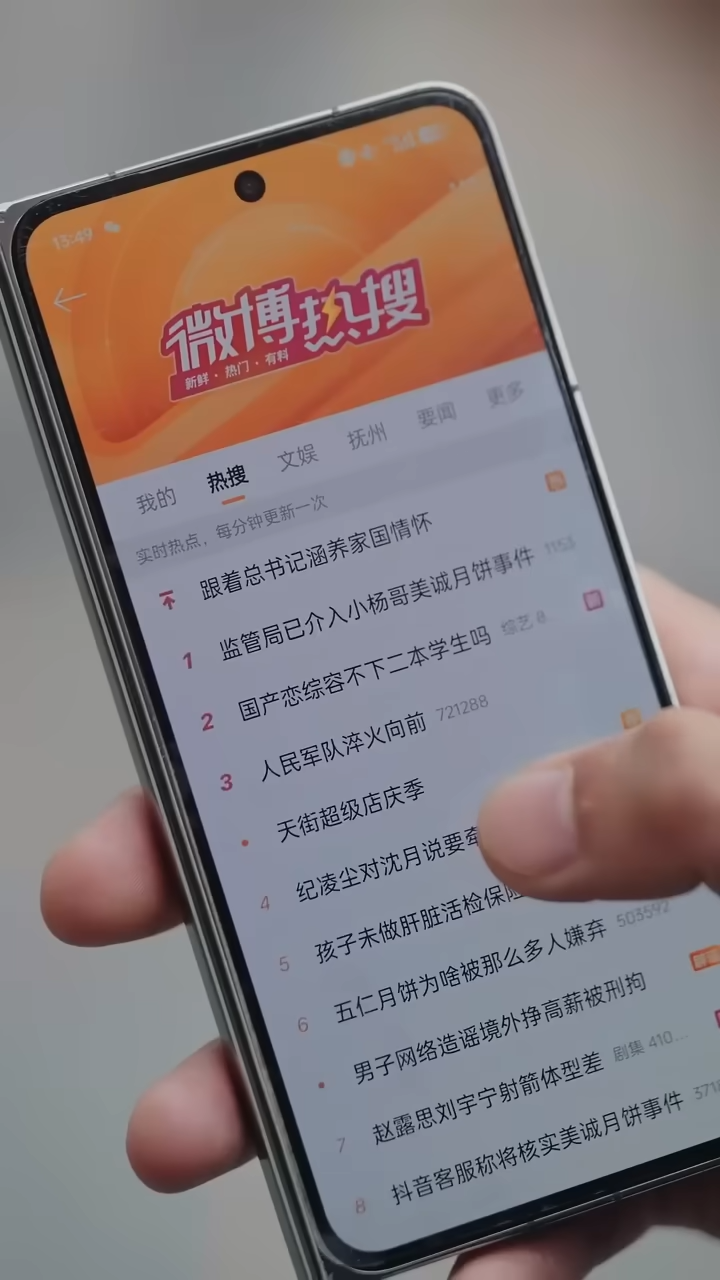 15:49
微博热搜
新鲜·热门·有料
我的 热搜 文娱 抚州 要闻 更多
实时热点，每分钟更新一次
跟着总书记涵养家国情怀 热
1 监管局已介入小杨哥美诚月饼事件 1153
2 国产恋综容不下二本学生吗 综艺 8
3 人民军队淬火向前 721288
天街超级店庆季
4 纪凌尘对沈月说要牵
5 孩子未做肝脏活检保险
6 五仁月饼为啥被那么多人嫌弃 503592
男子网络造谣境外挣高薪被刑拘
7 赵露思刘宇宁射箭体型差 剧集 410...
8 抖音客服称将核实美诚月饼事件 371